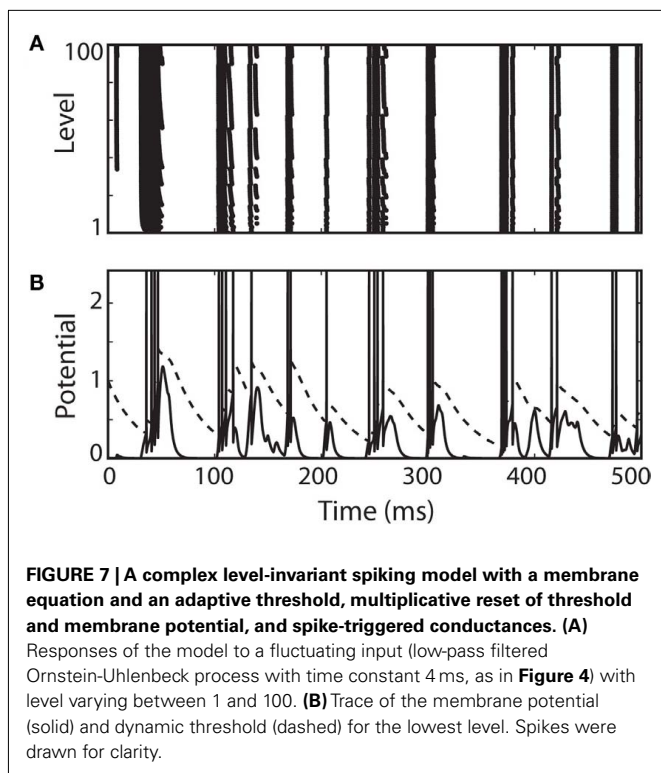 A
100
Level
1
B
2
Potential
1
0
0
100
200
300
400
500
Time (ms)
FIGURE 7 | A complex level-invariant spiking model with a membrane
equation and an adaptive threshold, multiplicative reset of threshold
and membrane potential, and spike-triggered conductances. (A)
Responses of the model to a fluctuating input (low-pass filtered
Ornstein-Uhlenbeck process with time constant 4 ms, as in Figure 4) with
level varying between 1 and 100. (B) Trace of the membrane potential
(solid) and dynamic threshold (dashed) for the lowest level. Spikes were
drawn for clarity.